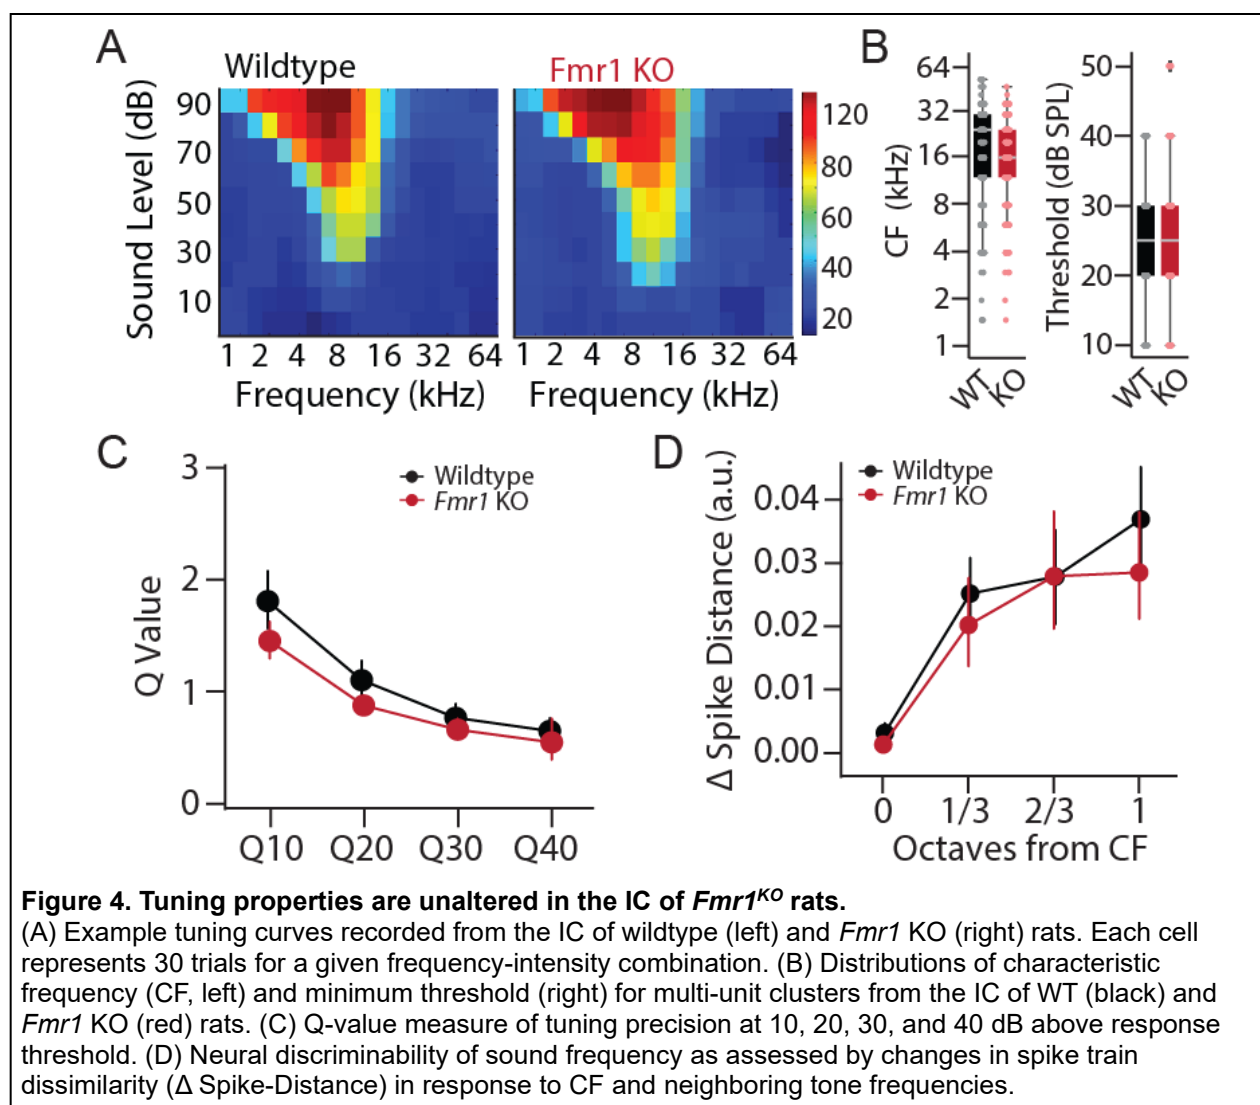 A
Wildtype
Fmr1 KO
Sound Level (dB)
90
70
50
30
10
1 2 4 8 16 32 64
Frequency (kHz)
1 2 4 8 16 32 64
Frequency (kHz)
120
80
60
40
20
B
CF (kHz)
64
32
16
8
4
2
1
WT
KO
Threshold (dB SPL)
50
40
30
20
10
WT
KO
C
Q Value
3
2
1
0
Wildtype
Fmr1 KO
Q10 Q20 Q30 Q40
D
Δ Spike Distance (a.u.)
0.04
0.03
0.02
0.01
0.00
Wildtype
Fmr1 KO
0 1/3 2/3 1
Octaves from CF
Figure 4. Tuning properties are unaltered in the IC of Fmr1KO rats.
(A) Example tuning curves recorded from the IC of wildtype (left) and Fmr1 KO (right) rats. Each cell
represents 30 trials for a given frequency-intensity combination. (B) Distributions of characteristic
frequency (CF, left) and minimum threshold (right) for multi-unit clusters from the IC of WT (black) and
Fmr1 KO (red) rats. (C) Q-value measure of tuning precision at 10, 20, 30, and 40 dB above response
threshold. (D) Neural discriminability of sound frequency as assessed by changes in spike train
dissimilarity (Δ Spike-Distance) in response to CF and neighboring tone frequencies.